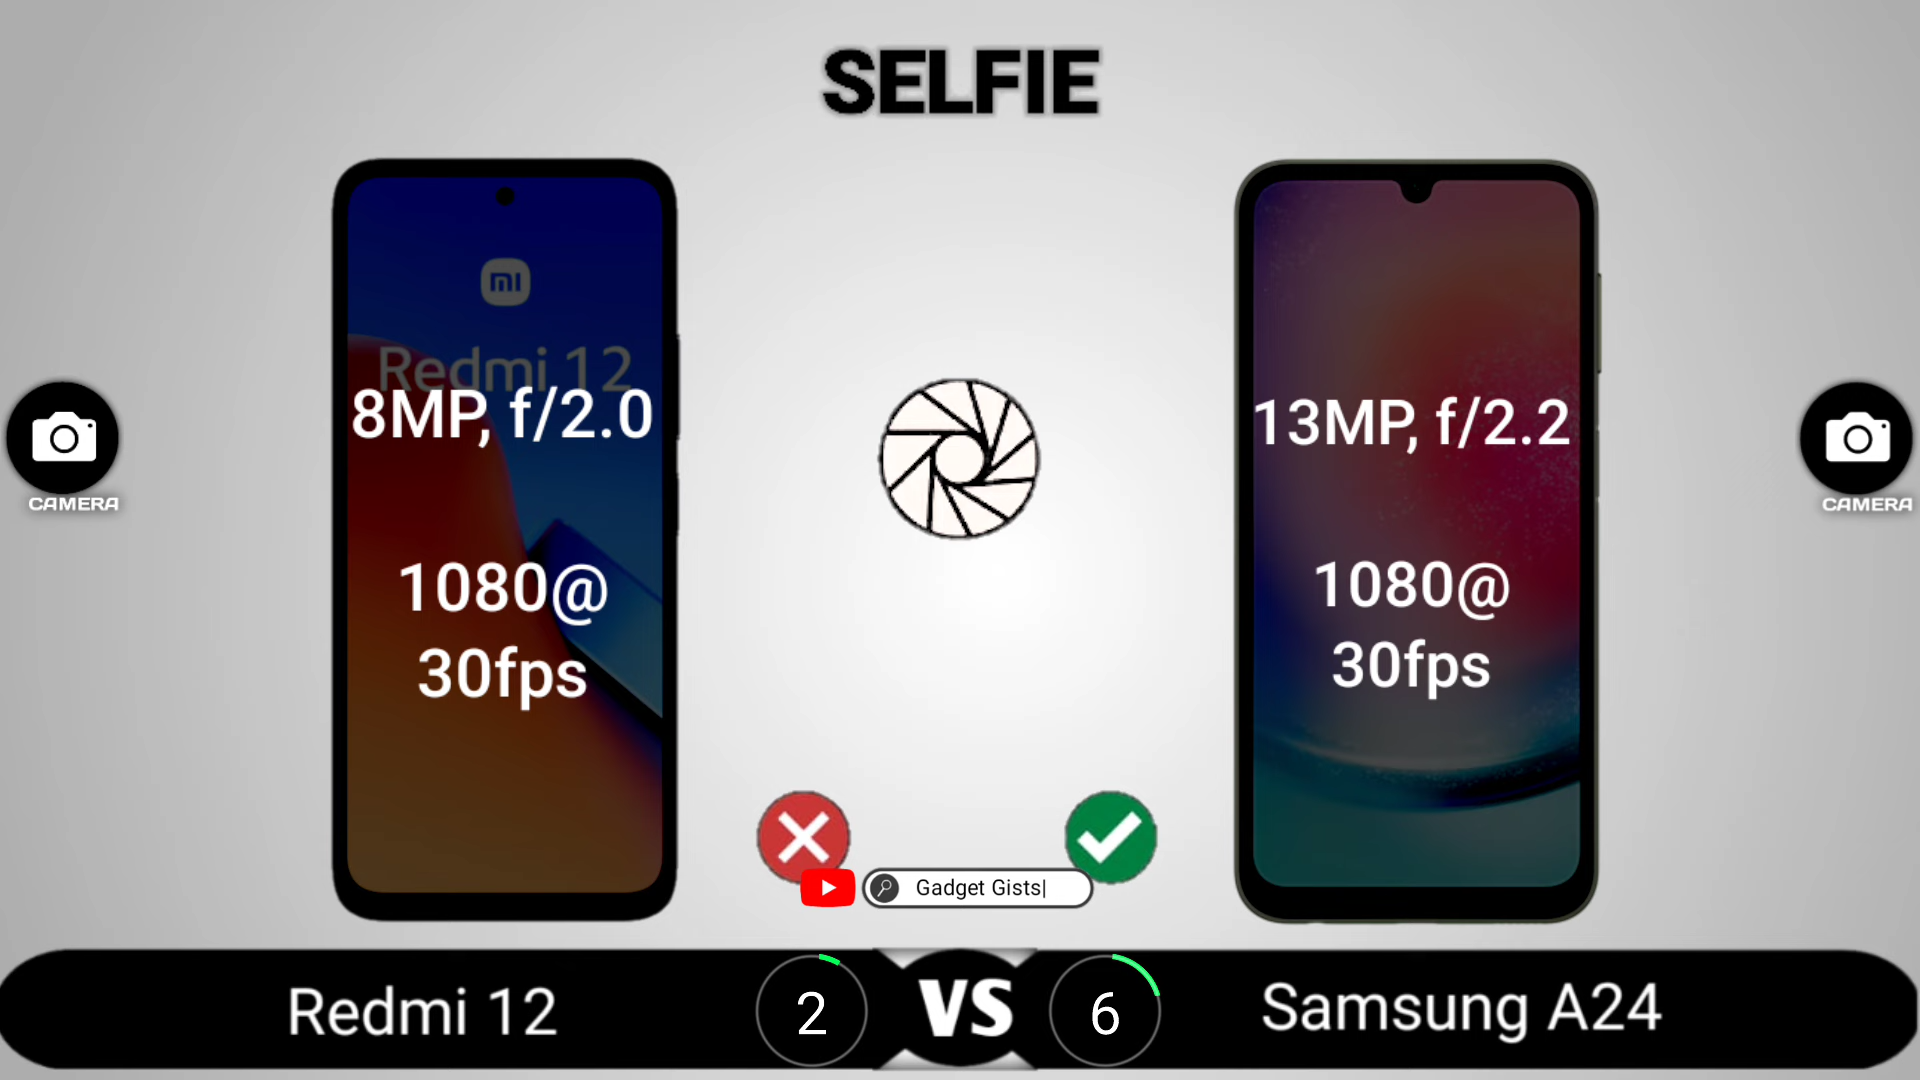 SELFIE
mi
Redmi 12
8MP, f/2.0
1080@
30fps
13MP, f/2.2
1080@
30fps
CAMERA
CAMERA
Gadget Gists|
Redmi 12
2
VS
6
Samsung A24